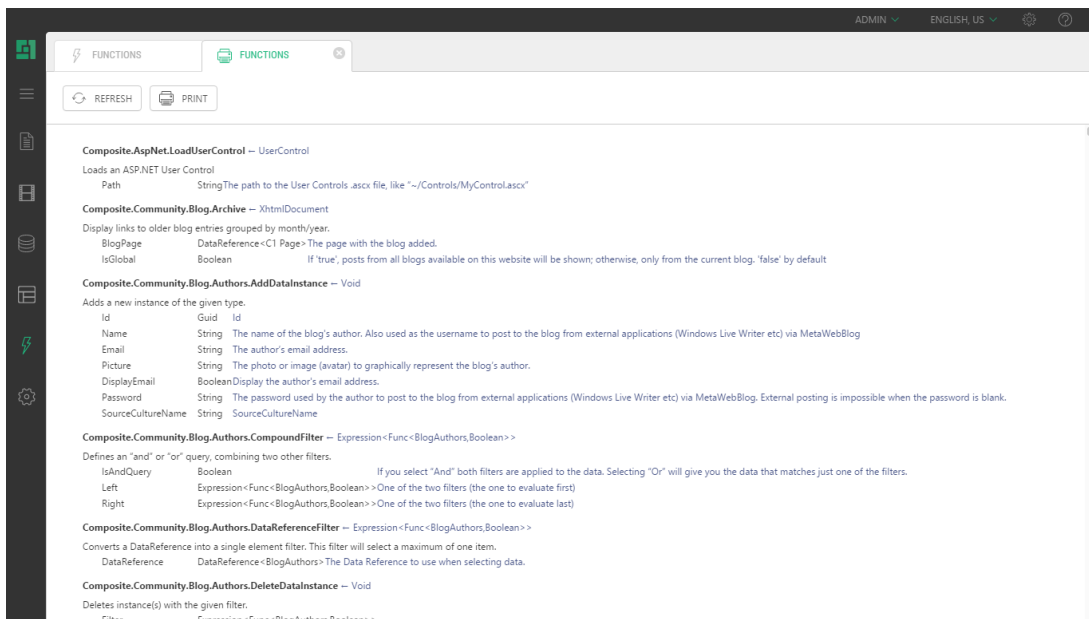 ADMIN ENGLISH, US
FUNCTIONS FUNCTIONS
REFRESH PRINT
Composite.AspNet.LoadUserControl – UserControl
Loads an ASP.NET User Control
Path StringThe path to the User Controls .ascx file, like "~/Controls/MyControl.ascx"
Composite.Community.Blog.Archive – XhtmlDocument
Display links to older blog entries grouped by month/year.
BlogPage DataReference<C1 Page>The page with the blog added.
IsGlobal Boolean If 'true', posts from all blogs available on this website will be shown; otherwise, only from the current blog. 'false' by default
Composite.Community.Blog.Authors.AddDataInstance – Void
Adds a new instance of the given type.
Id Guid Id
Name String The name of the blog's author. Also used as the username to post to the blog from external applications (Windows Live Writer etc) via MetaWebBlog
Email String The author's email address.
Picture String The photo or image (avatar) to graphically represent the blog's author.
DisplayEmail BooleanDisplay the author's email address.
Password String The password used by the author to post to the blog from external applications (Windows Live Writer etc) via MetaWebBlog. External posting is impossible when the password is blank.
SourceCultureName String SourceCultureName
Composite.Community.Blog.Authors.CompoundFilter – Expression<Func<BlogAuthors,Boolean>>
Defines an "and" or "or" query, combining two other filters.
IsAndQuery Boolean If you select "And" both filters are applied to the data. Selecting "Or" will give you the data that matches just one of the filters.
Left Expression<Func<BlogAuthors,Boolean>>One of the two filters (the one to evaluate first)
Right Expression<Func<BlogAuthors,Boolean>>One of the two filters (the one to evaluate last)
Composite.Community.Blog.Authors.DataReferenceFilter – Expression<Func<BlogAuthors,Boolean>>
Converts a DataReference into a single element filter. This filter will select a maximum of one item.
DataReference DataReference<BlogAuthors>The Data Reference to use when selecting data.
Composite.Community.Blog.Authors.DeleteDataInstance – Void
Deletes instance(s) with the given filter.